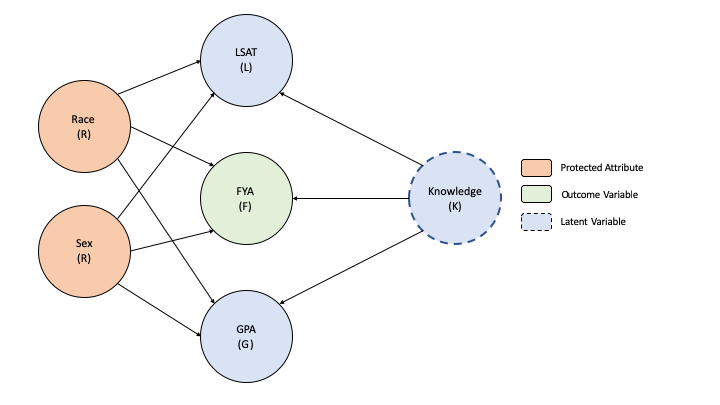 LSAT
(L)
Race
(R)
FYA
(F)
Knowledge
(K)
Sex
(R)
GPA
(G)
Protected Attribute
Outcome Variable
Latent Variable